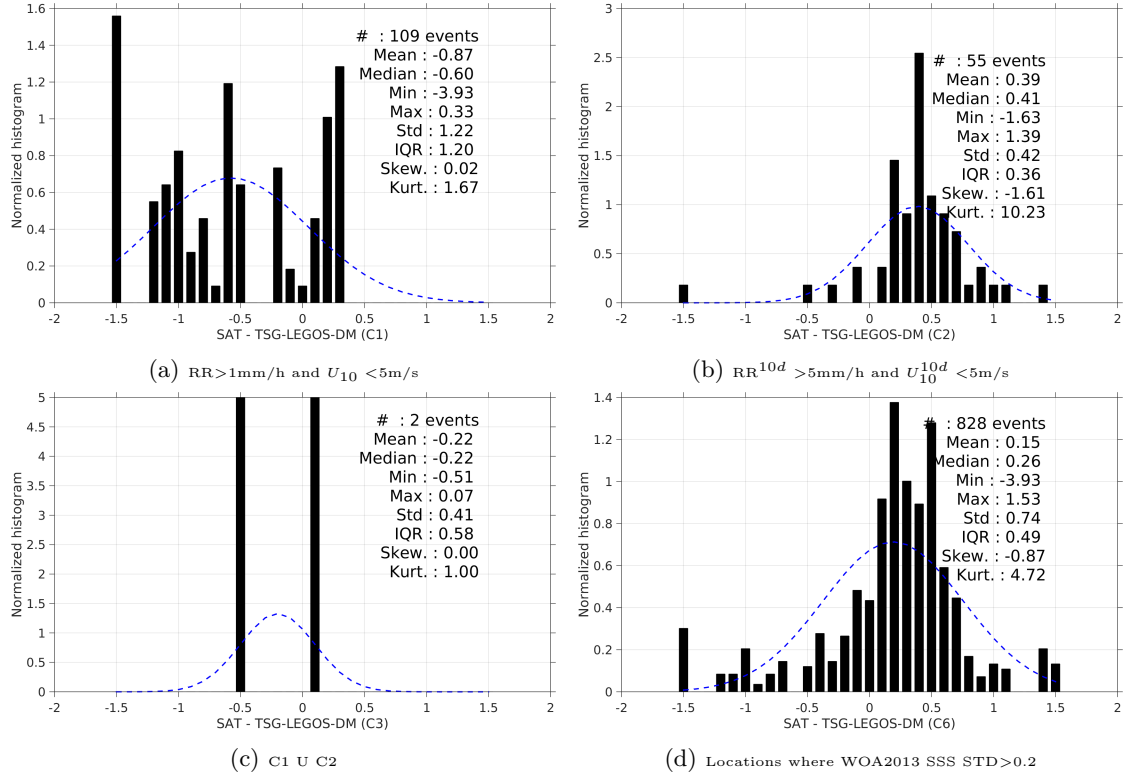 1.6
1.4
1.2
1
0.8
0.6
0.4
0.2
0
Normalized histogram
# : 109 events
Mean : -0.87
Median : -0.60
Min : -3.93
Max : 0.33
Std : 1.22
IQR : 1.20
Skew. : 0.02
Kurt. : 1.67
-2 -1.5 -1 -0.5 0 0.5 1 1.5 2
SAT - TSG-LEGOS-DM (C1)
(a) RR>1mm/h and U10 <5m/s
3
2.5
2
1.5
1
0.5
0
Normalized histogram
# : 55 events
Mean : 0.39
Median : 0.41
Min : -1.63
Max : 1.39
Std : 0.42
IQR : 0.36
Skew. : -1.61
Kurt. : 10.23
-2 -1.5 -1 -0.5 0 0.5 1 1.5 2
SAT - TSG-LEGOS-DM (C2)
(b) RR10d >5mm/h and U10d10 <5m/s
5
4.5
4
3.5
3
2.5
2
1.5
1
0.5
0
Normalized histogram
# : 2 events
Mean : -0.22
Median : -0.22
Min : -0.51
Max : 0.07
Std : 0.41
IQR : 0.58
Skew. : 0.00
Kurt. : 1.00
-2 -1.5 -1 -0.5 0 0.5 1 1.5 2
SAT - TSG-LEGOS-DM (C3)
(c) C1 U C2
1.4
1.2
1
0.8
0.6
0.4
0.2
0
Normalized histogram
# : 828 events
Mean : 0.15
Median : 0.26
Min : -3.93
Max : 1.53
Std : 0.74
IQR : 0.49
Skew. : -0.87
Kurt. : 4.72
-2 -1.5 -1 -0.5 0 0.5 1 1.5 2
SAT - TSG-LEGOS-DM (C6)
(d) Locations where WOA2013 SSS STD>0.2